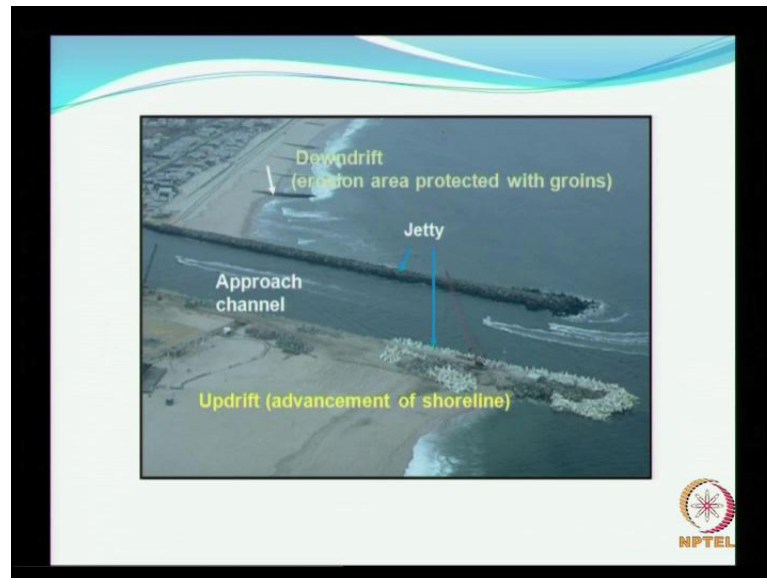 Downdrift
(erosion area protected with groins)
Jetty
Approach
channel
Updrift (advancement of shoreline)
NPTEL